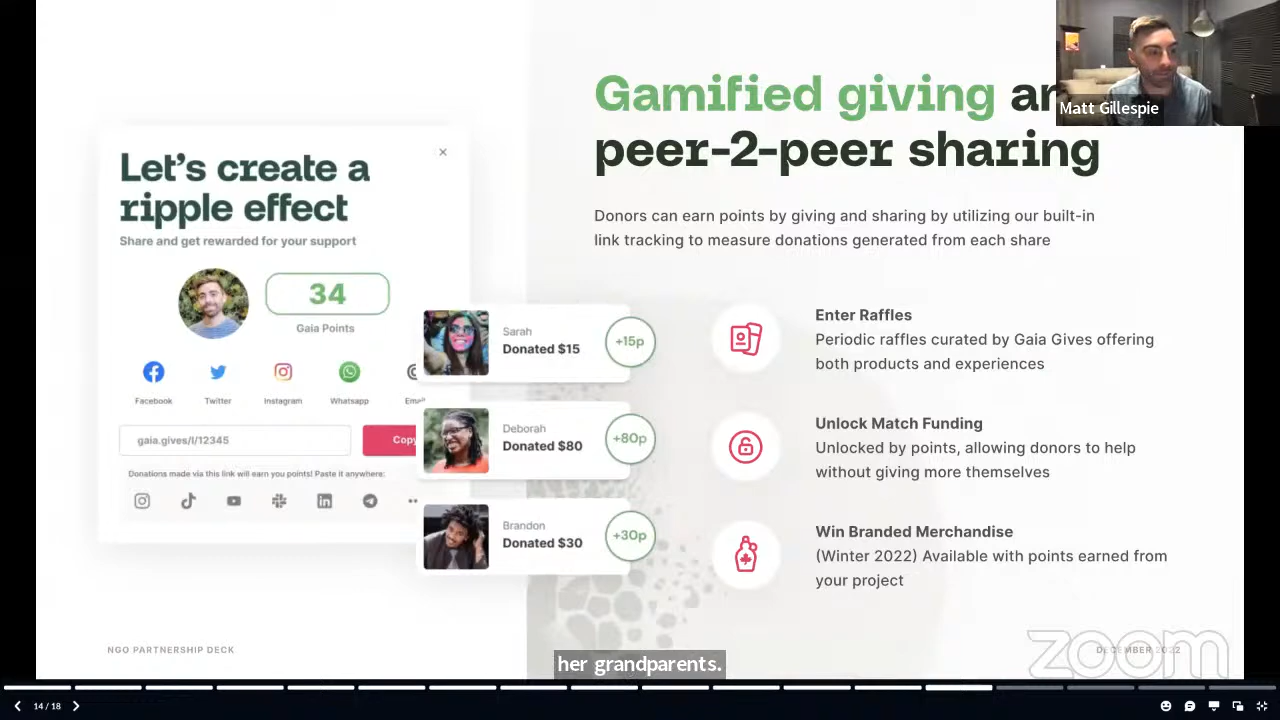 Matt Gillespie
Gamified giving
peer-2-peer sharing
Donors can earn points by giving and sharing by utilizing our built-in
link tracking to measure donations generated from each share
Let's create a
ripple effect
Share and get rewarded for your support
34
Gaia Points
Facebook
Twitter
Instagram
Whatsapp
gaia.gives/l/12345
Copy
Donations made via this link will earn you points! Paste it anywhere:
Sarah
Donated $15
+15p
Deborah
Donated $80
+80p
Brandon
Donated $30
+30p
Enter Raffles
Periodic raffles curated by Gaia Gives offering
both products and experiences
Unlock Match Funding
Unlocked by points, allowing donors to help
without giving more themselves
Win Branded Merchandise
(Winter 2022) Available with points earned from
your project
NGO PARTNERSHIP DECK
DECEMBER 2022
zoom
her grandparents.
14 / 18